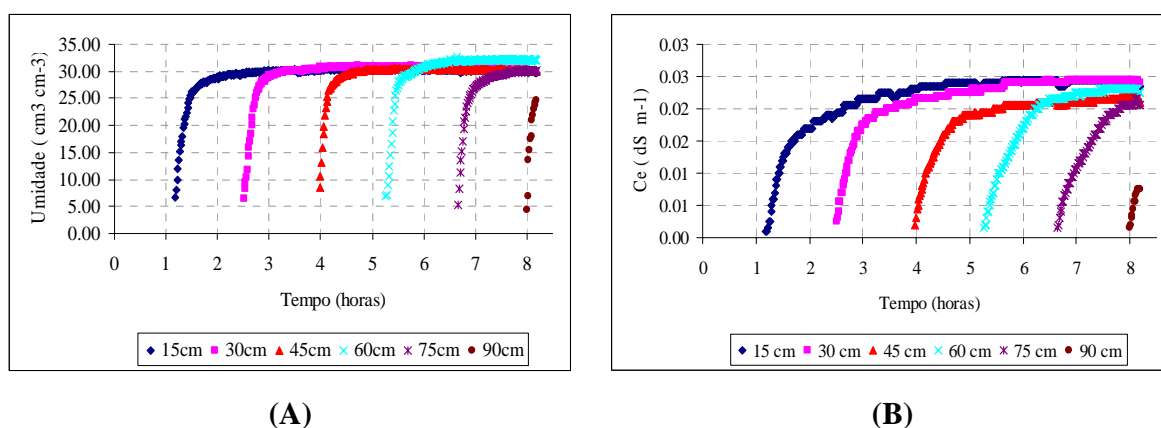 Umidade ( cm3 cm-3)
35.00
30.00
25.00
20.00
15.00
10.00
5.00
0.00
0 1 2 3 4 5 6 7 8
Tempo (horas)
15cm 30cm 45cm 60cm 75cm 90cm
(A)
Ce ( dS m-1)
0.03
0.03
0.02
0.02
0.01
0.01
0.00
0 1 2 3 4 5 6 7 8
Tempo (horas)
15 cm 30 cm 45 cm 60 cm 75 cm 90 cm
(B)